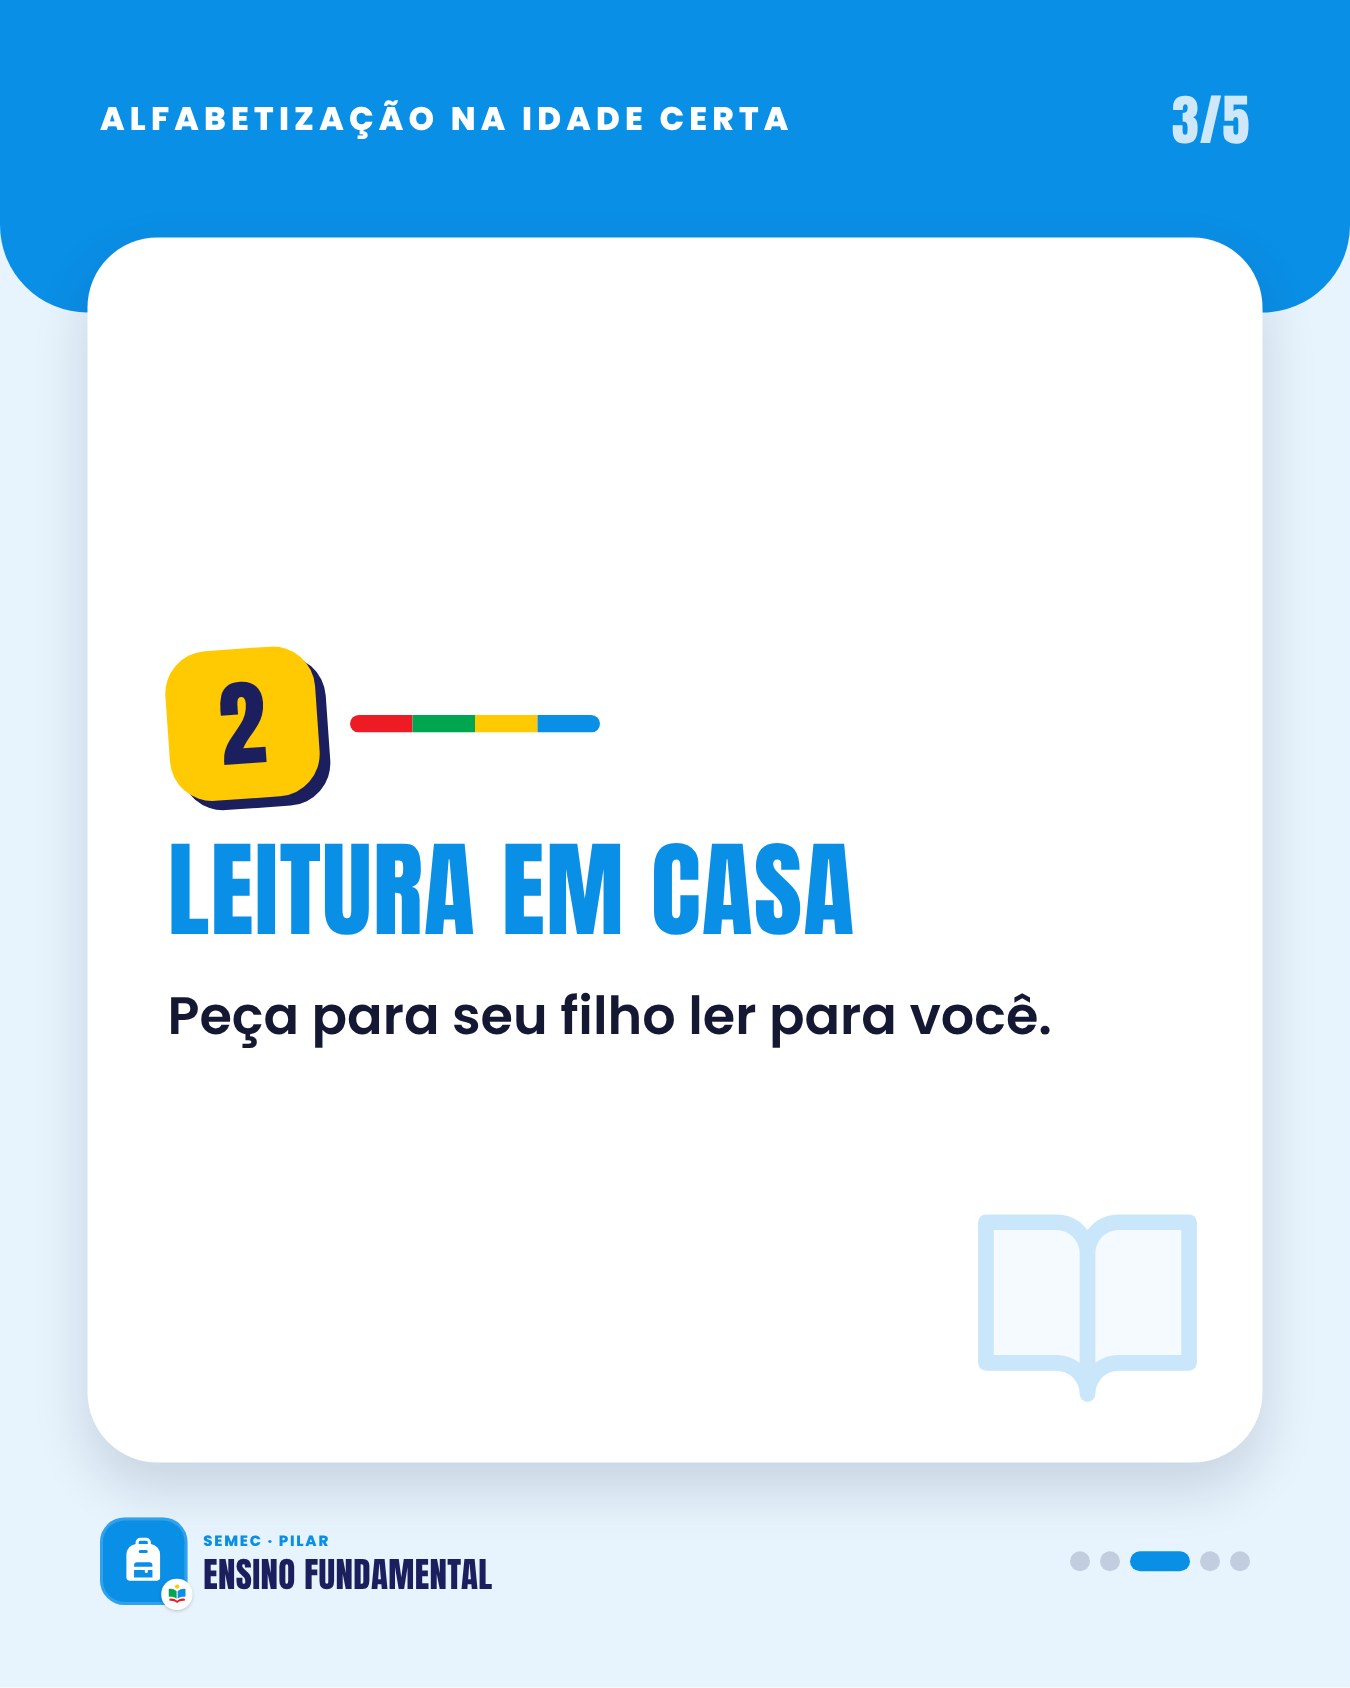 ALFABETIZAÇÃO NA IDADE CERTA
3/5
2
LEITURA EM CASA
Peça para seu filho ler para você.
SEMEC · PILAR
ENSINO FUNDAMENTAL